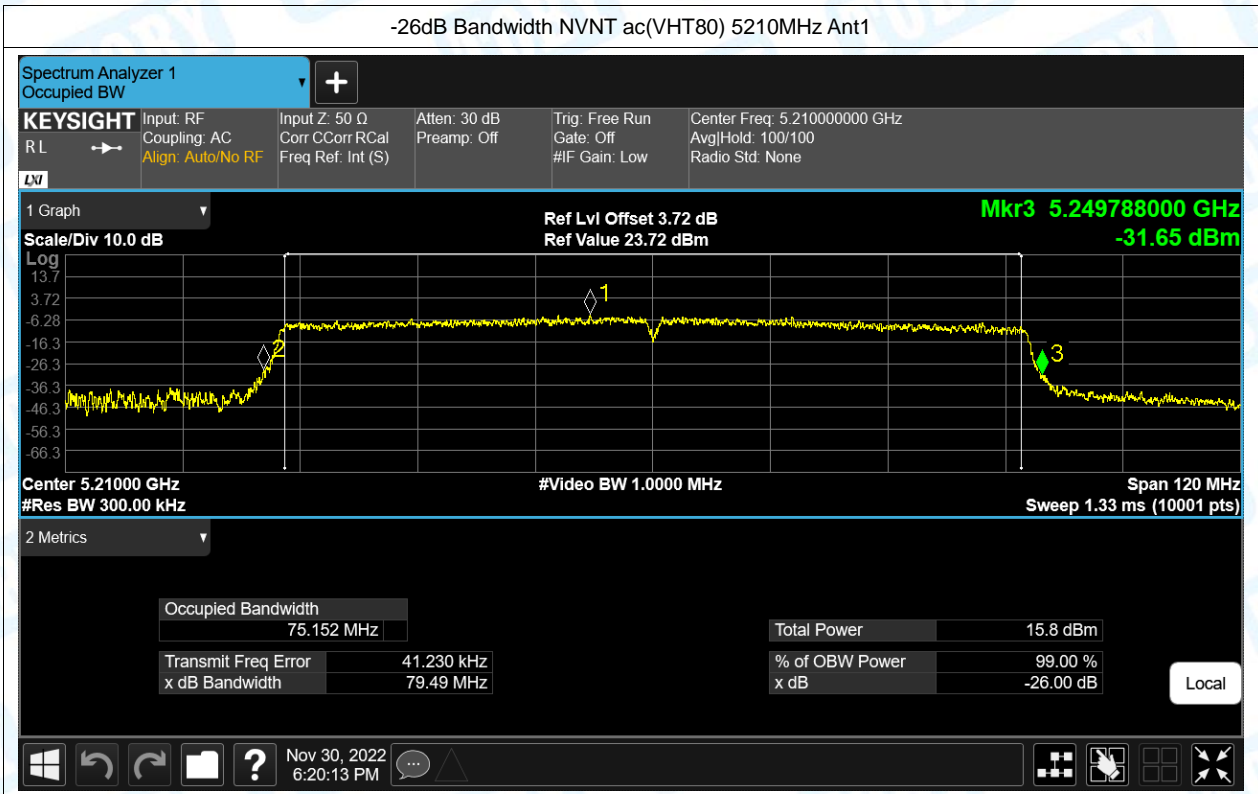 -26dB Bandwidth NVNT ac(VHT80) 5210MHz Ant1
Spectrum Analyzer 1
Occupied BW
KEYSIGHT
R L
LXI
Input: RF
Coupling: AC
Align: Auto/No RF
Input Z: 50 Ω
Corr CCorr RCal
Freq Ref: Int (S)
Atten: 30 dB
Preamp: Off
Trig: Free Run
Gate: Off
#IF Gain: Low
Center Freq: 5.210000000 GHz
Avg|Hold: 100/100
Radio Std: None
1 Graph
Scale/Div 10.0 dB
Ref Lvl Offset 3.72 dB
Ref Value 23.72 dBm
Mkr3 5.249788000 GHz
-31.65 dBm
Log
13.7
3.72
-6.28
-16.3
-26.3
-36.3
-46.3
-56.3
-66.3
1
2
3
Center 5.21000 GHz
#Video BW 1.0000 MHz
Span 120 MHz
#Res BW 300.00 kHz
Sweep 1.33 ms (10001 pts)
2 Metrics
Occupied Bandwidth
75.152 MHz
Total Power 15.8 dBm
Transmit Freq Error 41.230 kHz
% of OBW Power 99.00 %
x dB Bandwidth 79.49 MHz
x dB -26.00 dB
Local
Nov 30, 2022
6:20:13 PM